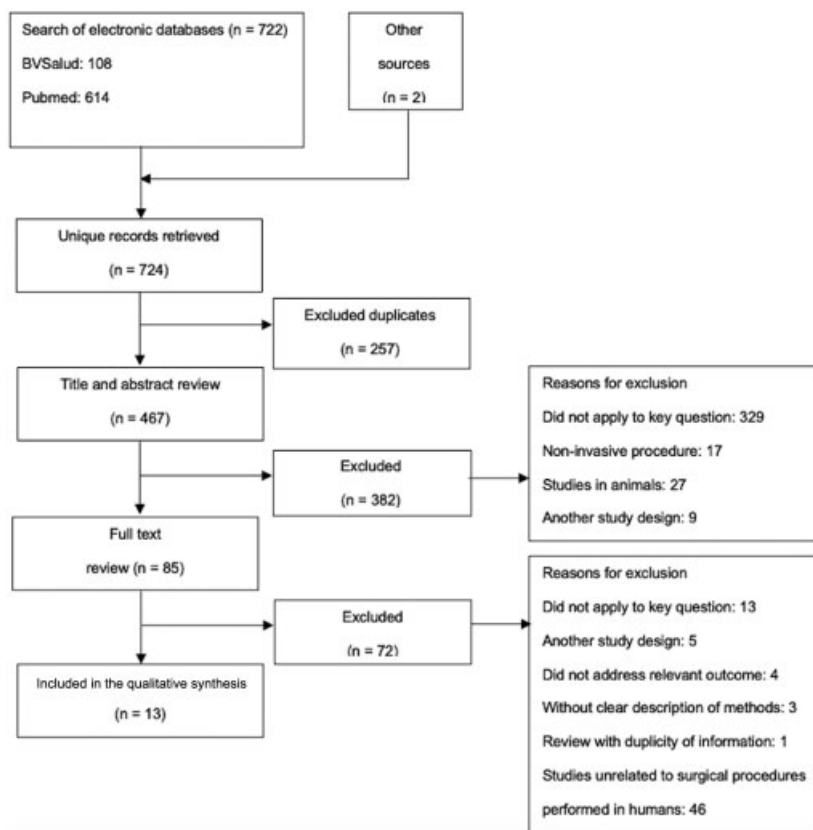 Search of electronic databases (n = 722)
BVSalud: 108
Pubmed: 614
Other
sources
(n = 2)
Unique records retrieved
(n = 724)
Excluded duplicates
(n = 257)
Title and abstract review
(n = 467)
Excluded
(n = 382)
Reasons for exclusion
Did not apply to key question: 329
Non-invasive procedure: 17
Studies in animals: 27
Another study design: 9
Full text
review (n = 85)
Excluded
(n = 72)
Reasons for exclusion
Did not apply to key question: 13
Another study design: 5
Did not address relevant outcome: 4
Without clear description of methods: 3
Review with duplicity of information: 1
Studies unrelated to surgical procedures
performed in humans: 46
Included in the qualitative synthesis
(n = 13)